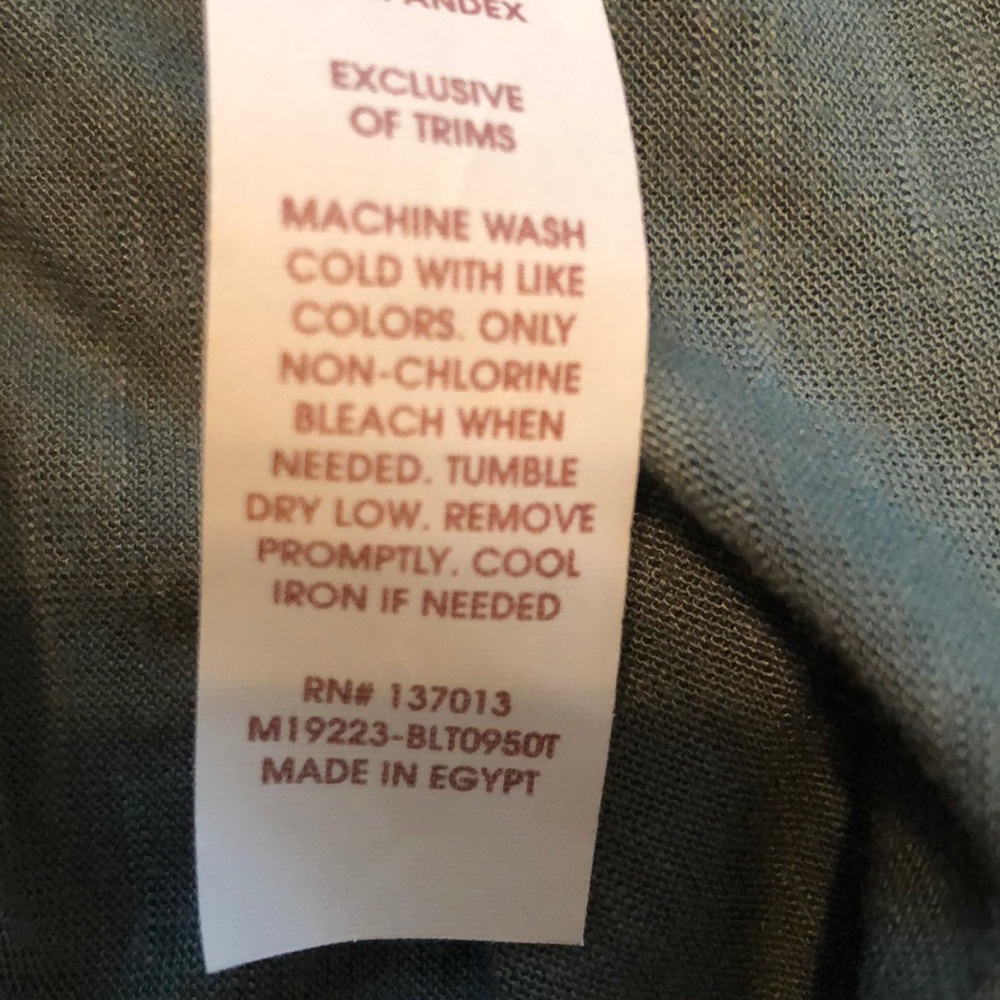 EXCLUSIVE
OF TRIMS
MACHINE WASH
COLD WITH LIKE
COLORS. ONLY
NON-CHLORINE
BLEACH WHEN
NEEDED. TUMBLE
DRY LOW. REMOVE
PROMPTLY. COOL
IRON IF NEEDED
RN# 137013
M19223-BLT0950T
MADE IN EGYPT